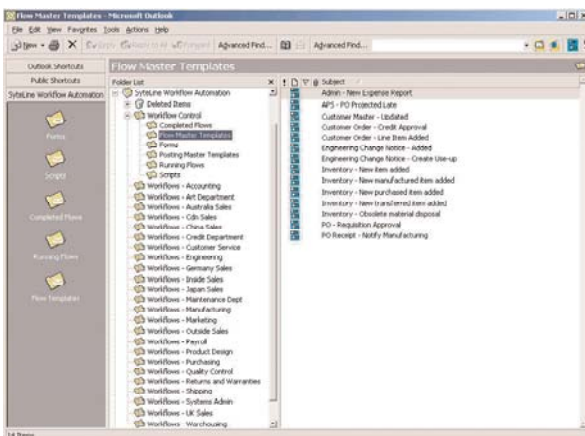 Flow Master Templates - Microsoft Outlook
File Edit View Favorites Tools Actions Help
New Advanced Find... Advanced Find...
Outlook Shortcuts
Public Shortcuts
SyteLine Workflow Automation
Forms
Scripts
Completed Flows
Running Flows
Flow Templates
Flow Master Templates
Folder List
SyteLine Workflow Automation
Deleted Items
Workflow Control
Completed Flows
Flow Master Templates
Forms
Posting Master Templates
Running Flows
Scripts
Workflows - Accounting
Workflows - Art Department
Workflows - Australia Sales
Workflows - Cdn Sales
Workflows - China Sales
Workflows - Credit Department
Workflows - Customer Service
Workflows - Engineering
Workflows - Germany Sales
Workflows - Inside Sales
Workflows - Japan Sales
Workflows - Maintenance Dept
Workflows - Manufacturing
Workflows - Marketing
Workflows - Outside Sales
Workflows - Payroll
Workflows - Product Design
Workflows - Purchasing
Workflows - Quality Control
Workflows - Returns and Warranties
Workflows - Shipping
Workflows - Systems Admin
Workflows - UK Sales
Workflows - Warehousing
Subject
Admin - New Expense Report
APS - PO Projected Late
Customer Master - Updated
Customer Order - Credit Approval
Customer Order - Line Item Added
Engineering Change Notice - Added
Engineering Change Notice - Create Use-up
Inventory - New item added
Inventory - New manufactured item added
Inventory - New purchased item added
Inventory - New transferred item added
Inventory - Obsolete material disposal
PO - Requisition Approval
PO Receipt - Notify Manufacturing